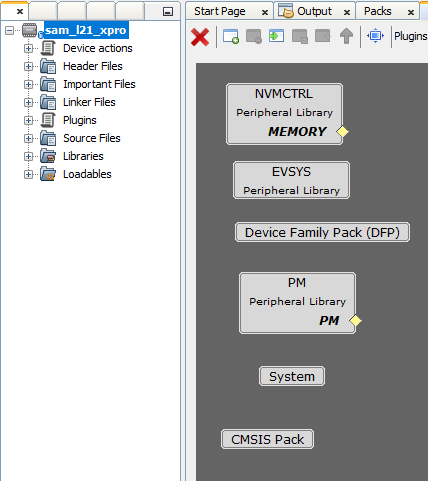 sam_l21_xpro
Device actions
Header Files
Important Files
Linker Files
Plugins
Source Files
Libraries
Loadables
Start Page
Output
Packs
Plugins
NVMCTRL
Peripheral Library
MEMORY
EVSYS
Peripheral Library
Device Family Pack (DFP)
PM
Peripheral Library
PM
System
CMSIS Pack